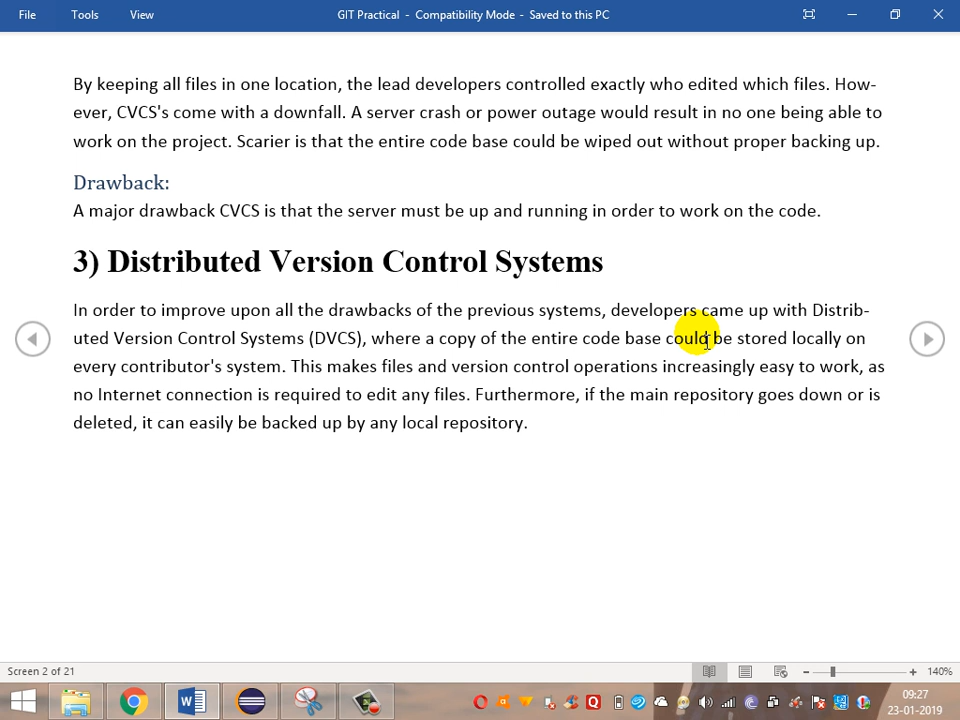 File Tools View GIT Practical - Compatibility Mode - Saved to this PC
By keeping all files in one location, the lead developers controlled exactly who edited which files. How-
ever, CVCS's come with a downfall. A server crash or power outage would result in no one being able to
work on the project. Scarier is that the entire code base could be wiped out without proper backing up.
Drawback:
A major drawback CVCS is that the server must be up and running in order to work on the code.
3) Distributed Version Control Systems
In order to improve upon all the drawbacks of the previous systems, developers came up with Distrib-
uted Version Control Systems (DVCS), where a copy of the entire code base could be stored locally on
every contributor's system. This makes files and version control operations increasingly easy to work, as
no Internet connection is required to edit any files. Furthermore, if the main repository goes down or is
deleted, it can easily be backed up by any local repository.
Screen 2 of 21
140%
09:27
23-01-2019